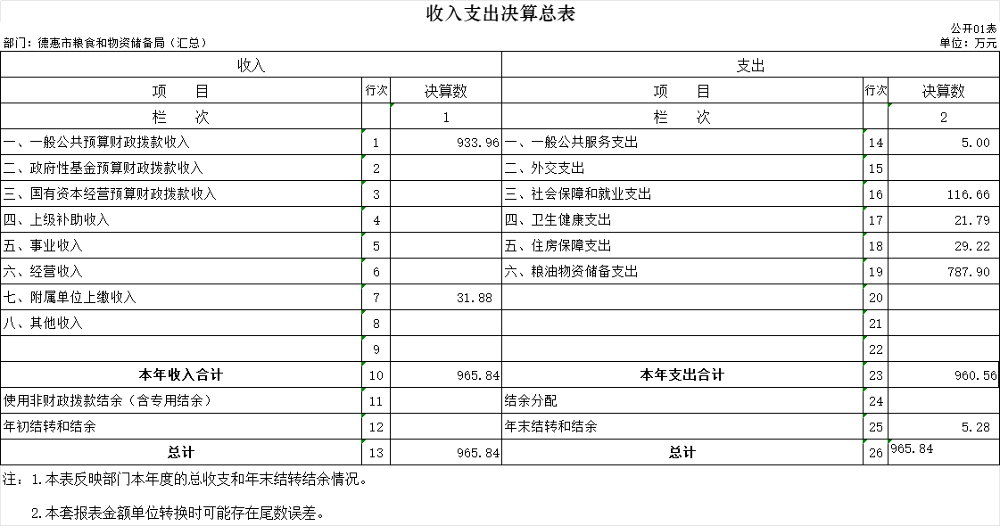 收入支出决算总表
公开01表
部门：德惠市粮食和物资储备局（汇总） 单位：万元
收入 支出
项 目 行次 决算数 项 目 行次 决算数
栏 次 1 栏 次 2
一、一般公共预算财政拨款收入 1 933.96 一、一般公共服务支出 14 5.00
二、政府性基金预算财政拨款收入 2 二、外交支出 15
三、国有资本经营预算财政拨款收入 3 三、社会保障和就业支出 16 116.66
四、上级补助收入 4 四、卫生健康支出 17 21.79
五、事业收入 5 五、住房保障支出 18 29.22
六、经营收入 6 六、粮油物资储备支出 19 787.90
七、附属单位上缴收入 7 31.88 20
八、其他收入 8 21
9 22
本年收入合计 10 965.84 本年支出合计 23 960.56
使用非财政拨款结余（含专用结余） 11 结余分配 24
年初结转和结余 12 年末结转和结余 25 5.28
总计 13 965.84 总计 26 965.84
注：1.本表反映部门本年度的总收支和年末结转结余情况。
2.本套报表金额单位转换时可能存在尾数误差。